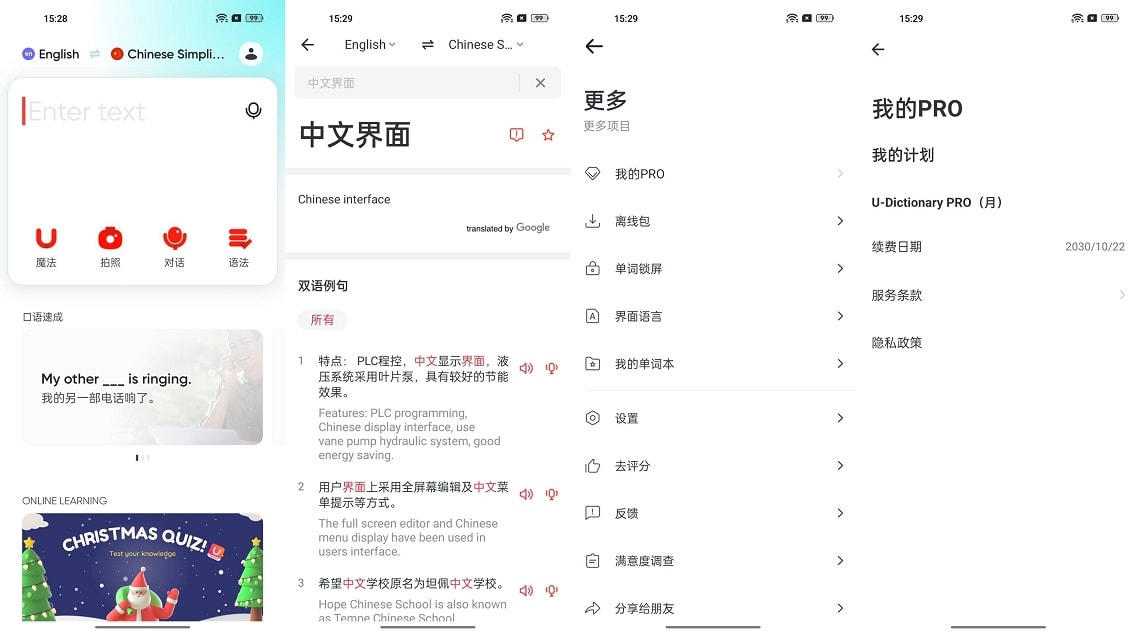 15:28
99
en English
Chinese Simpli...
Enter text
魔法
拍照
对话
语法
口语速成
My other ___ is ringing.
我的另一部电话响了。
ONLINE LEARNING
CHRISTMAS QUIZ!
Test your knowledge
15:29
99
English
Chinese S...
中文界面
中文界面
Chinese interface
translated by Google
双语例句
所有
1 特点： PLC程控，中文显示界面，液
压系统采用叶片泵，具有较好的节能
效果。
Features: PLC programming,
Chinese display interface, use
vane pump hydraulic system, good
energy saving.
2 用户界面上采用全屏幕编辑及中文菜
单提示等方式。
The full screen editor and Chinese
menu display have been used in
users interface.
3 希望中文学校原名为坦佩中文学校。
Hope Chinese School is also known
as Tempe Chinese School
15:29
99
更多
更多项目
我的PRO
离线包
单词锁屏
界面语言
我的单词本
设置
去评分
反馈
满意度调查
分享给朋友
15:29
99
我的PRO
我的计划
U-Dictionary PRO（月）
续费日期 2030/10/22
服务条款
隐私政策